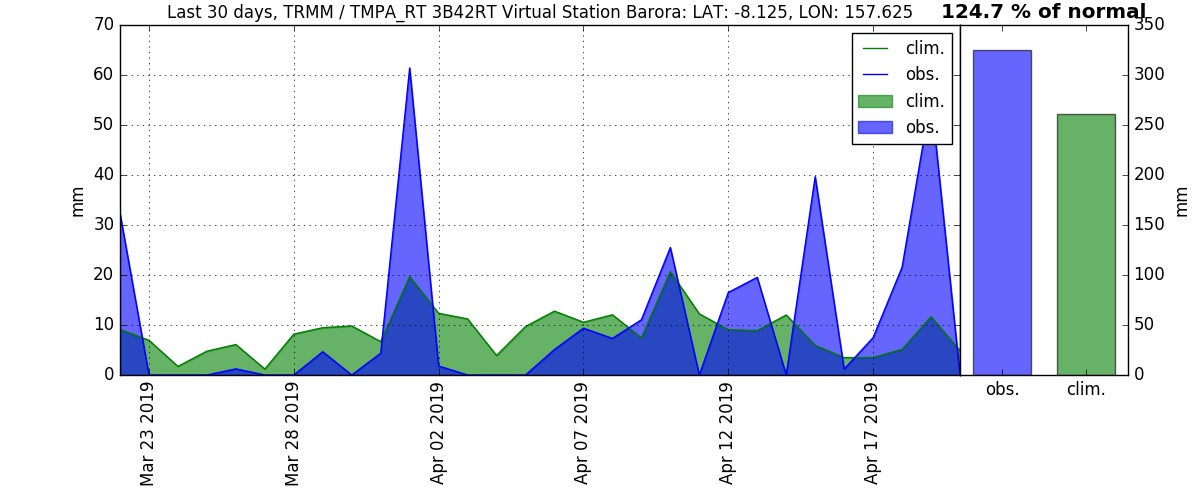 Last 30 days, TRMM / TMPA_RT 3B42RT Virtual Station Barora: LAT: -8.125, LON: 157.625
124.7 % of normal
70
60
50
40
30
20
10
0
mm
clim.
obs.
clim.
obs.
350
300
250
200
150
100
50
0
mm
Mar 23 2019
Mar 28 2019
Apr 02 2019
Apr 07 2019
Apr 12 2019
Apr 17 2019
obs.
clim.